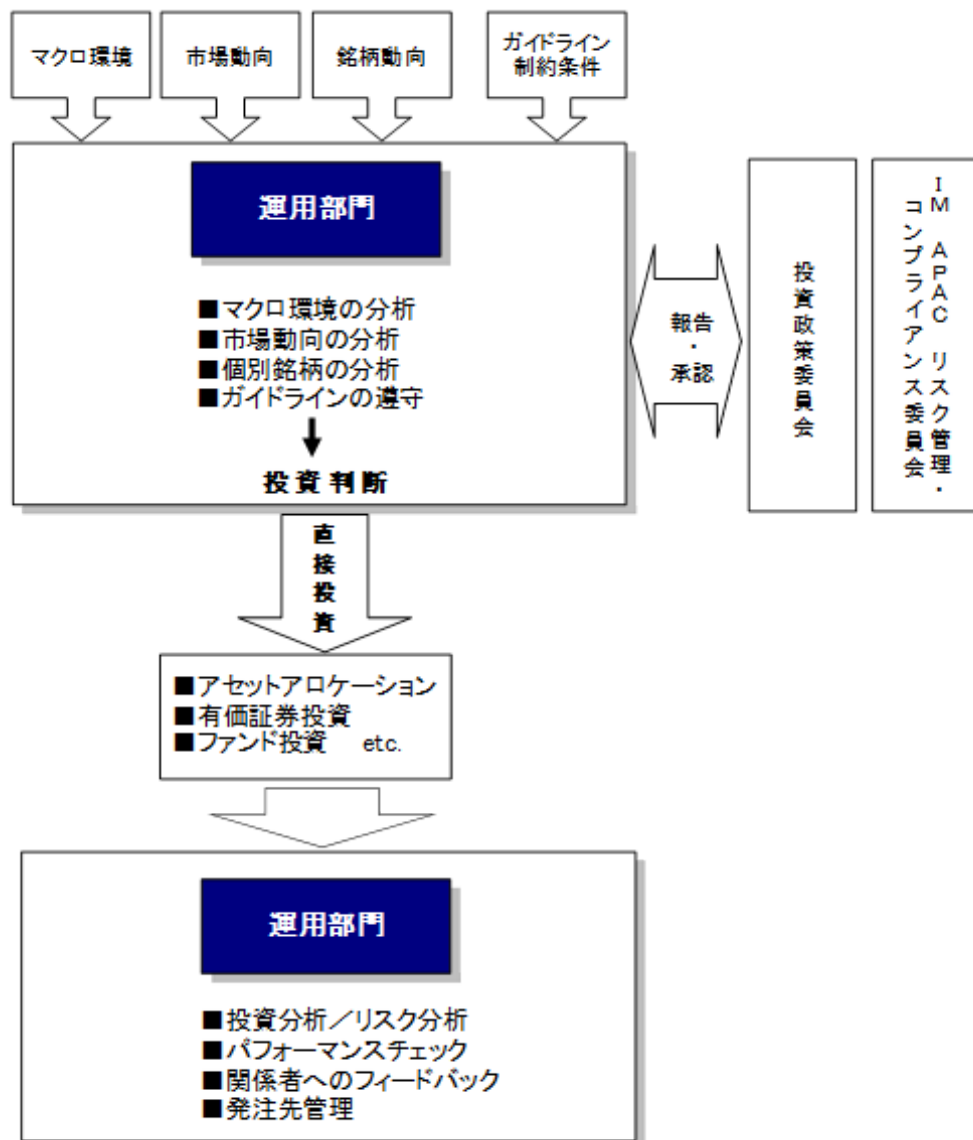 マクロ環境
市場動向
銘柄動向
ガイドライン
制約条件
運用部門
■マクロ環境の分析
■市場動向の分析
■個別銘柄の分析
■ガイドラインの遵守
投資判断
報告
・
承認
投資政策委員会
IM APAC リスク管理・
コンプライアンス委員会
直接投資
■アセットアロケーション
■有価証券投資
■ファンド投資 etc.
運用部門
■投資分析／リスク分析
■パフォーマンスチェック
■関係者へのフィードバック
■発注先管理